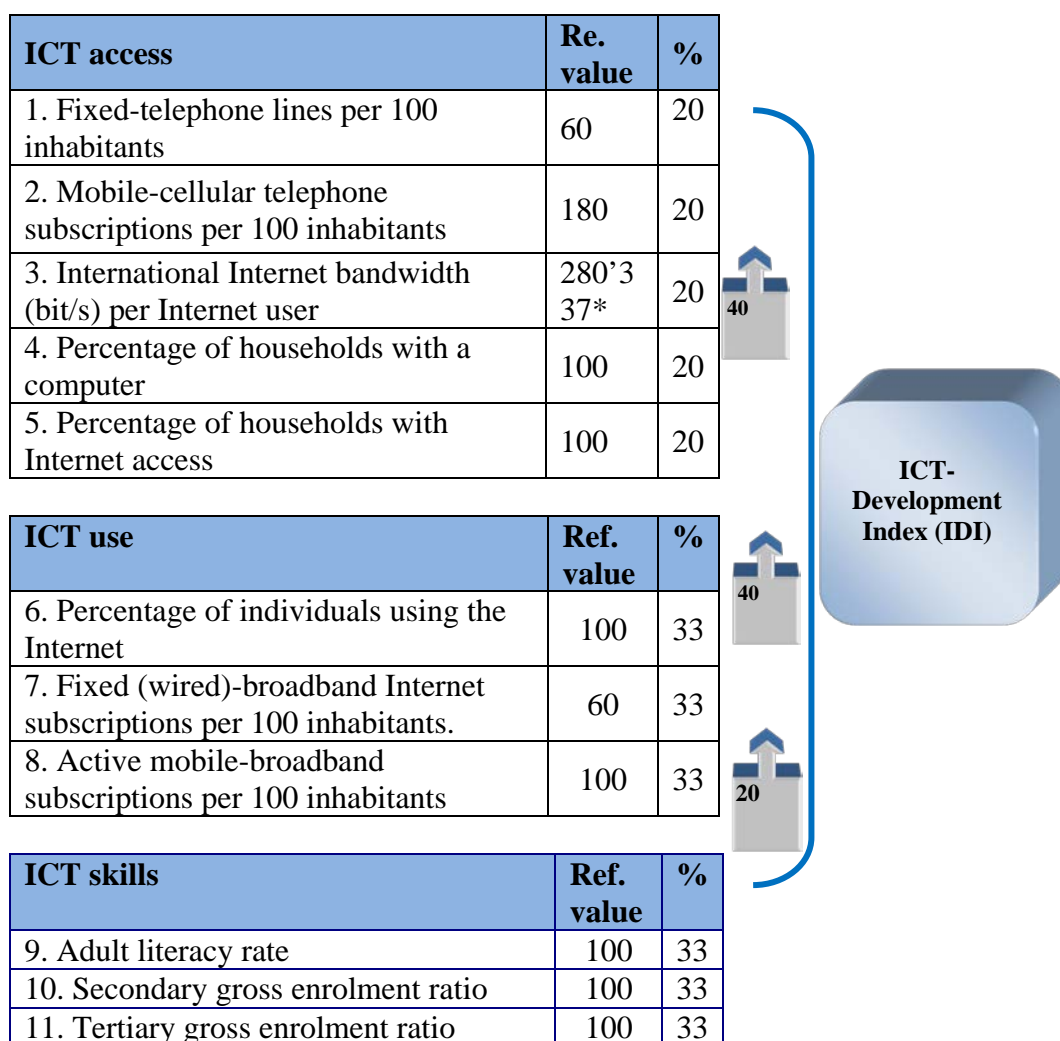 ICT access Re. value %
1. Fixed-telephone lines per 100 inhabitants 60 20
2. Mobile-cellular telephone subscriptions per 100 inhabitants 180 20
3. International Internet bandwidth (bit/s) per Internet user 280’3 37* 20
4. Percentage of households with a computer 100 20
5. Percentage of households with Internet access 100 20
40
ICT use Ref. value %
6. Percentage of individuals using the Internet 100 33
7. Fixed (wired)-broadband Internet subscriptions per 100 inhabitants. 60 33
8. Active mobile-broadband subscriptions per 100 inhabitants 100 33
40
20
ICT skills Ref. value %
9. Adult literacy rate 100 33
10. Secondary gross enrolment ratio 100 33
11. Tertiary gross enrolment ratio 100 33
ICT-
Development
Index (IDI)